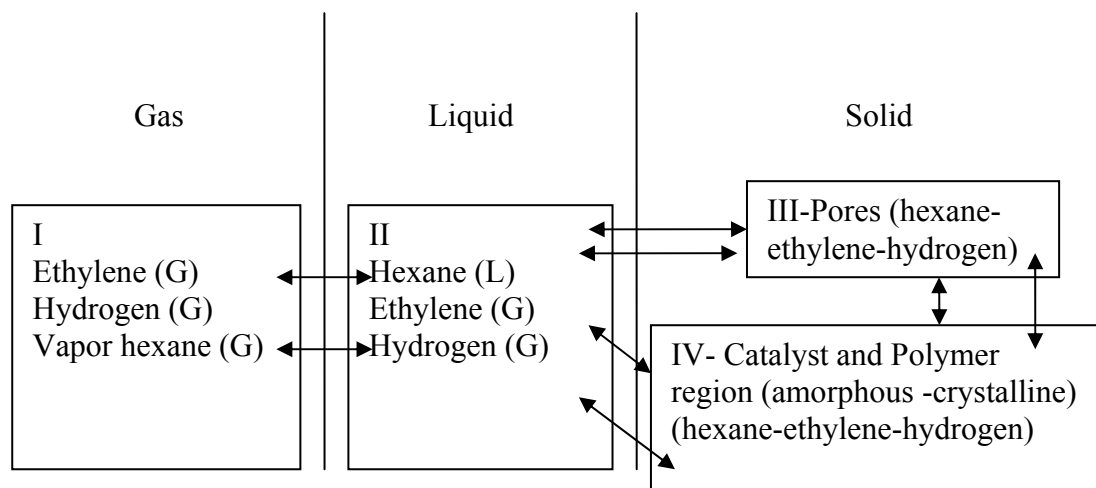 Gas
Liquid
Solid
I
Ethylene (G)
Hydrogen (G)
Vapor hexane (G)
II
Hexane (L)
Ethylene (G)
Hydrogen (G)
III-Pores (hexane-
ethylene-hydrogen)
IV- Catalyst and Polymer
region (amorphous -crystalline)
(hexane-ethylene-hydrogen)